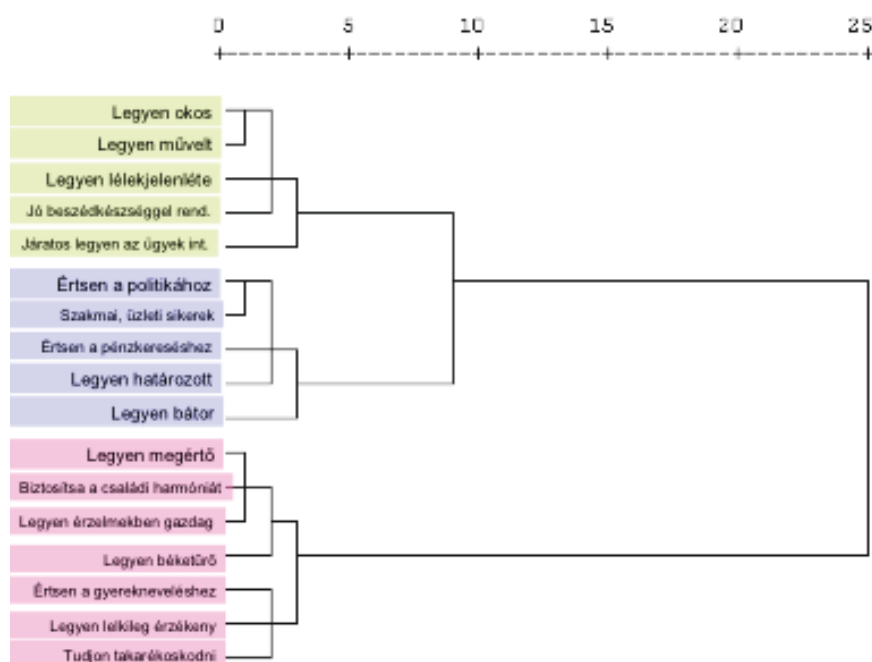 0 5 10 15 20 25
Legyen okos
Legyen művelt
Legyen lélekjelenléte
Jó beszédkészséggel rend.
Járatos legyen az ügyek int.
Értsen a politikához
Szakmai, üzleti sikerek
Értsen a pénzkereséshez
Legyen határozott
Legyen bátor
Legyen megértő
Biztosítsa a családi harmóniát
Legyen érzelmekben gazdag
Legyen béketűrő
Értsen a gyerekneveléshez
Legyen lelkileg érzékeny
Tudjon takarékoskodni